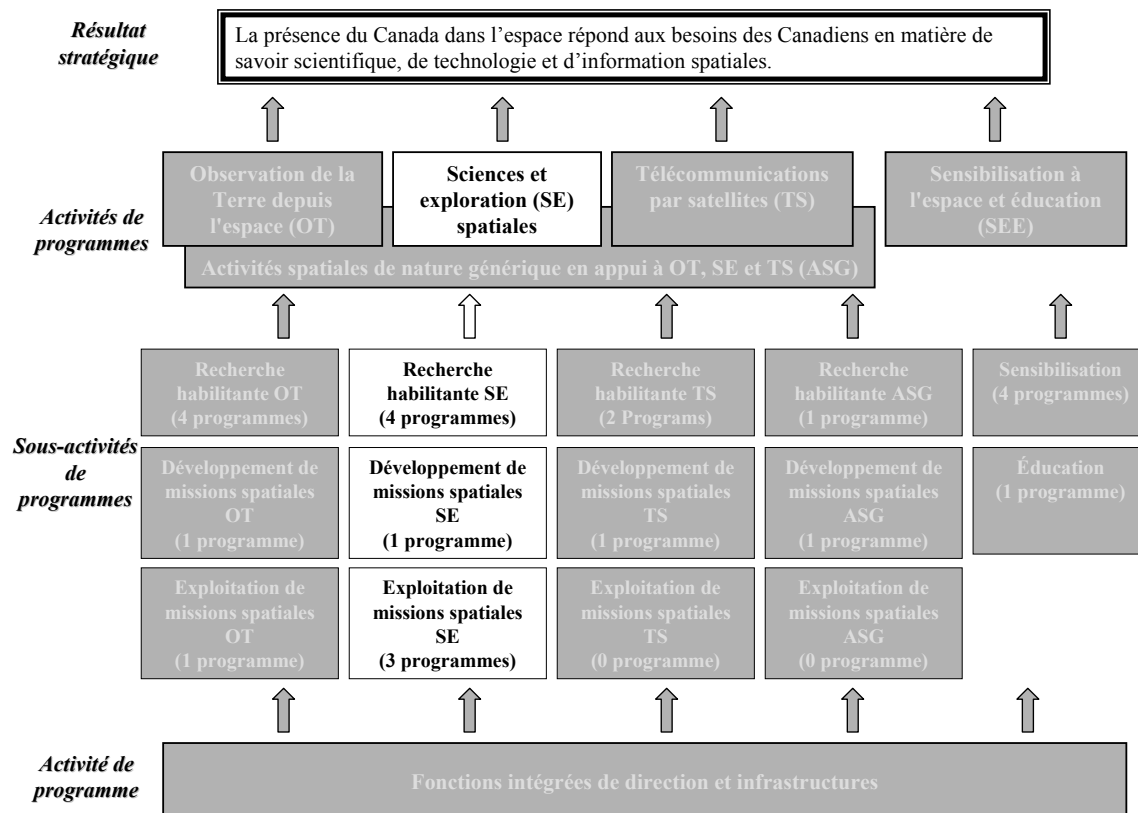 Résultat
stratégique
La présence du Canada dans l’espace répond aux besoins des Canadiens en matière de
savoir scientifique, de technologie et d’information spatiales.
Activités de
programmes
Observation de la
Terre depuis
l'espace (OT)
Sciences et
exploration (SE)
spatiales
Télécommunications
par satellites (TS)
Sensibilisation à
l'espace et éducation
(SEE)
Activités spatiales de nature générique en appui à OT, SE et TS (ASG)
Sous-activités
de
programmes
Recherche
habilitante OT
(4 programmes)
Recherche
habilitante SE
(4 programmes)
Recherche
habilitante TS
(2 Programs)
Recherche
habilitante ASG
(1 programme)
Sensibilisation
(4 programmes)
Développement de
missions spatiales
OT
(1 programme)
Développement de
missions spatiales
SE
(1 programme)
Développement de
missions spatiales
TS
(1 programme)
Développement de
missions spatiales
ASG
(1 programme)
Éducation
(1 programme)
Exploitation de
missions spatiales
OT
(1 programme)
Exploitation de
missions spatiales
SE
(3 programmes)
Exploitation de
missions spatiales
TS
(0 programme)
Exploitation de
missions spatiales
ASG
(0 programme)
Activité de
programme
Fonctions intégrées de direction et infrastructures